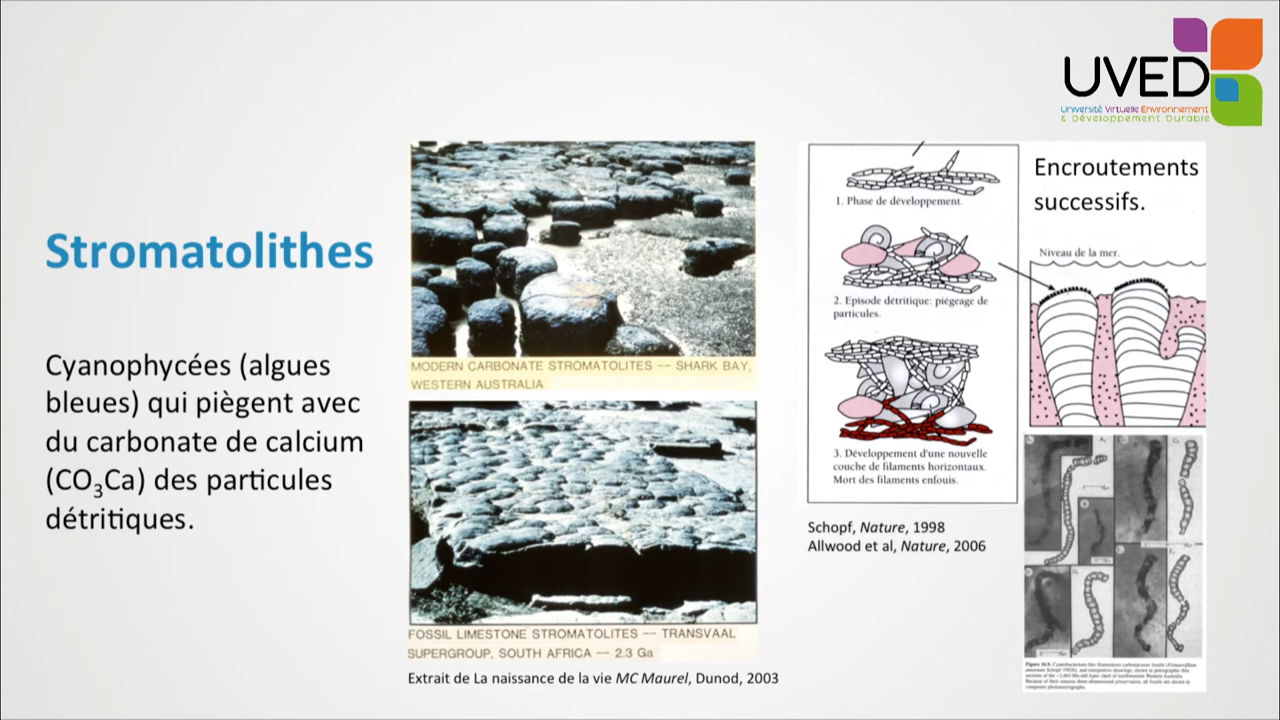 UVED
Université Virtuelle Environnement
& Développement Durable
Stromatolithes
Cyanophycées (algues
bleues) qui piègent avec
du carbonate de calcium
(CO₃Ca) des particules
détritiques.
MODERN CARBONATE STROMATOLITES -- SHARK BAY,
WESTERN AUSTRALIA
FOSSIL LIMESTONE STROMATOLITES -- TRANSVAAL
SUPERGROUP, SOUTH AFRICA -- 2.3 Ga
Extrait de La naissance de la vie MC Maurel, Dunod, 2003
1. Phase de développement.
2. Episode détritique: piégeage de
particules.
3. Développement d'une nouvelle
couche de filaments horizontaux.
Mort des filaments enfouis.
Schopf, Nature, 1998
Allwood et al, Nature, 2006
Encroutements
successifs.
Niveau de la mer.